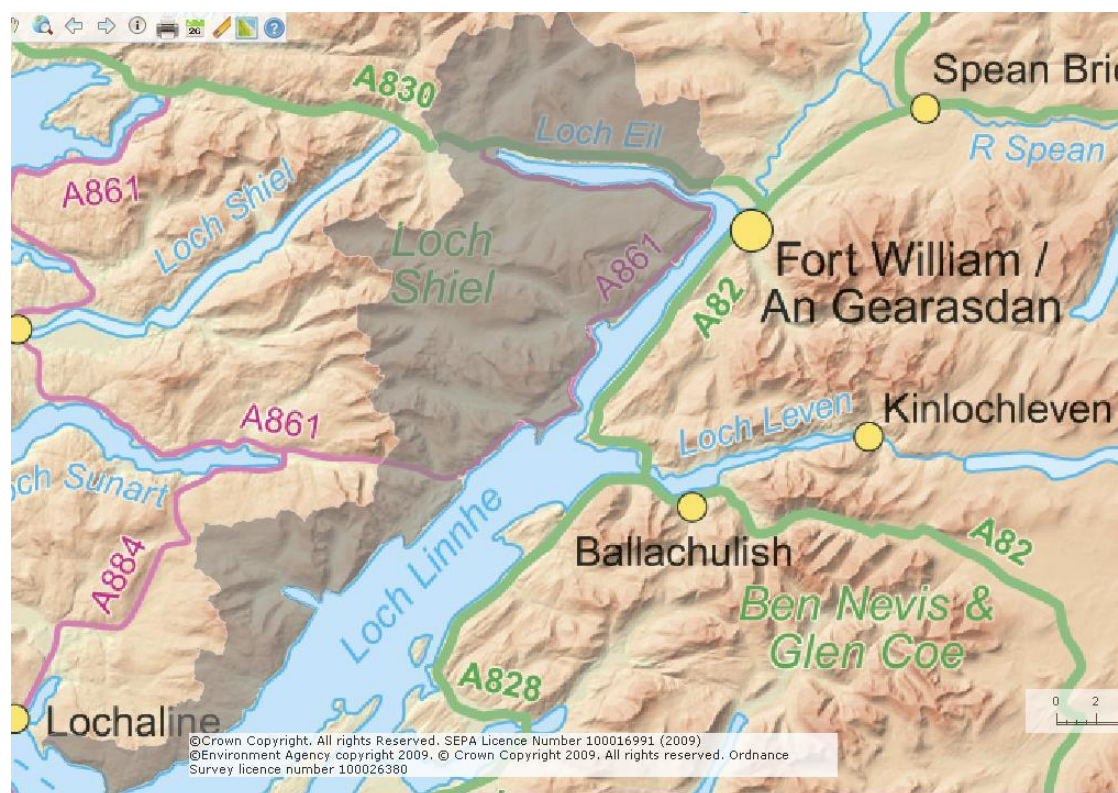 A830
Loch Eil
Spean Bri
R Spean
A861
Loch Shiel
Loch
Shiel
A861
A82
Fort William /
An Gearasdan
A861
Loch Leven
Kinlochleven
och Sunart
Loch Linnhe
Ballachulish
A82
A884
Ben Nevis &
Glen Coe
A828
0 2
Lochaline
©Crown Copyright. All rights Reserved. SEPA Licence Number 100016991 (2009)
©Environment Agency copyright 2009. © Crown Copyright 2009. All rights reserved. Ordnance
Survey licence number 100026380